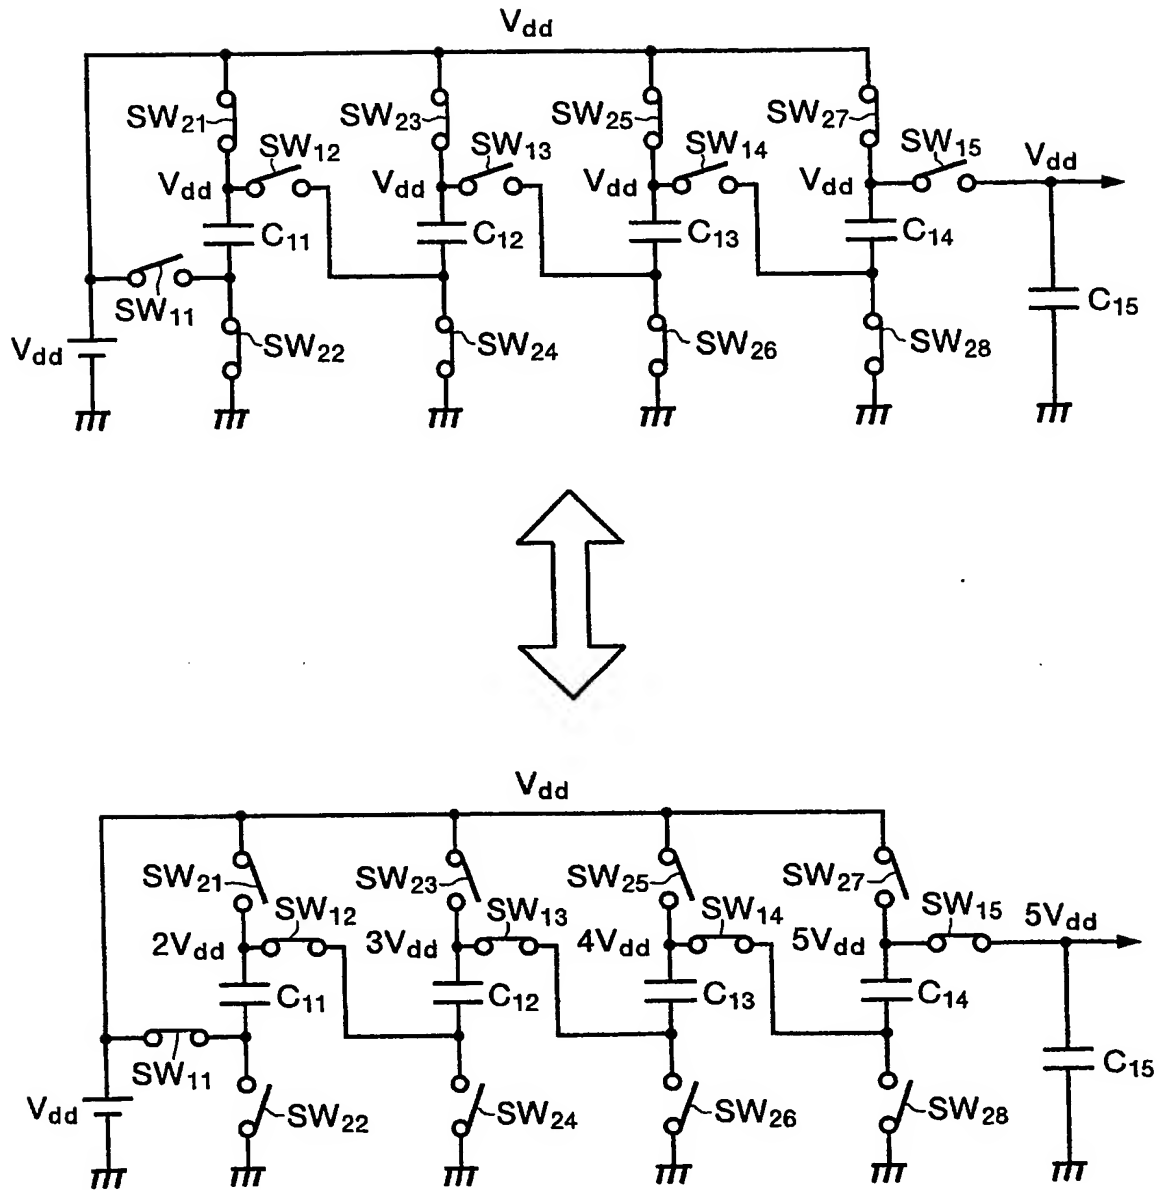 Vdd
SW21 SW23 SW25 SW27
SW12 SW13 SW14 SW15 Vdd
Vdd Vdd Vdd Vdd
C11 C12 C13 C14
SW11 C15
Vdd SW22 SW24 SW26 SW28
Vdd
SW21 SW23 SW25 SW27
SW12 SW13 SW14 SW15 5Vdd
2Vdd 3Vdd 4Vdd 5Vdd
C11 C12 C13 C14
SW11 C15
Vdd SW22 SW24 SW26 SW28